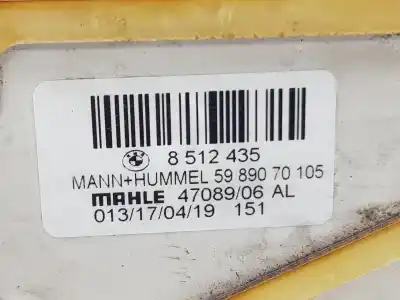 8 512 435
MANN+HUMMEL 59 890 70 105
MAHLE 47089/06 AL
013/17/04/19 151